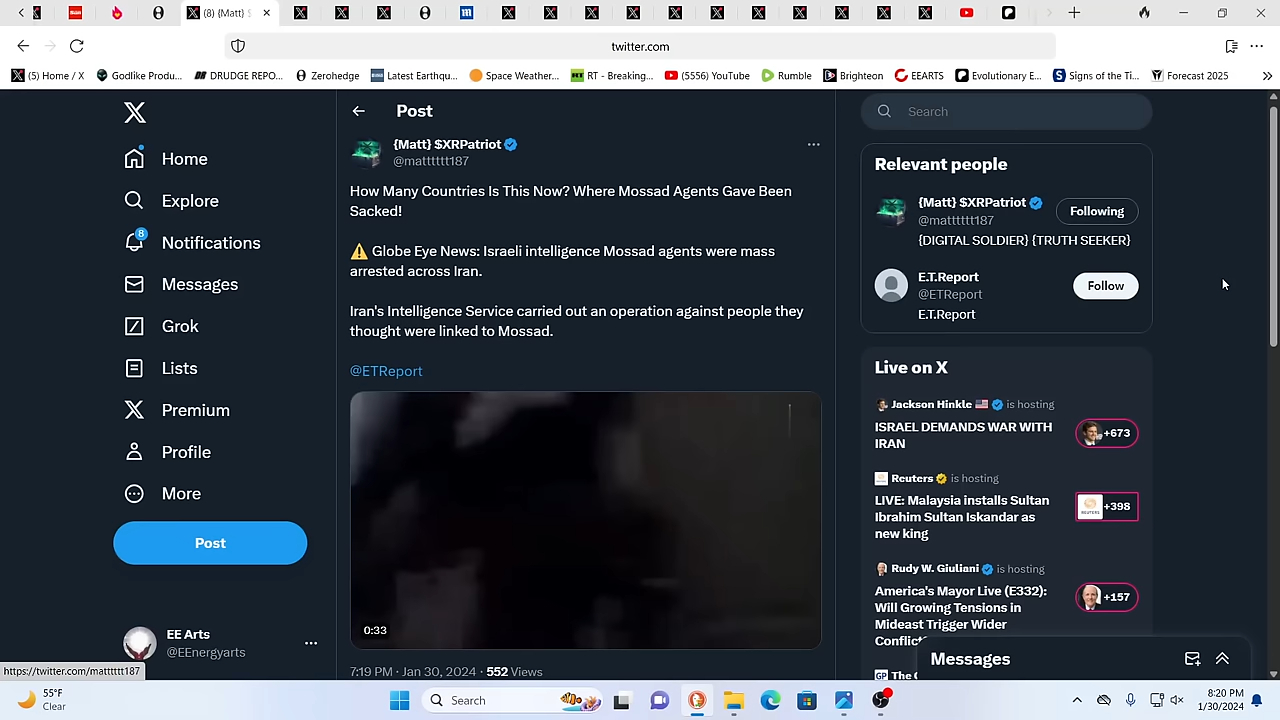 (8) {Matt} $
twitter.com
(5) Home / X
Godlike Produ...
DRUDGE REPO...
Zerohedge
Latest Earthqu...
Space Weather...
RT - Breaking...
(5556) YouTube
Rumble
Brighteon
EEARTS
Evolutionary E...
Signs of the Ti...
Forecast 2025
Home
Explore
8
Notifications
Messages
Grok
Lists
Premium
Profile
More
Post
EE Arts
@EEnergyarts
https://twitter.com/matttttt187
Post
{Matt} $XRPatriot
@matttttt187
How Many Countries Is This Now? Where Mossad Agents Gave Been
Sacked!
⚠️ Globe Eye News: Israeli intelligence Mossad agents were mass
arrested across Iran.
Iran's Intelligence Service carried out an operation against people they
thought were linked to Mossad.
@ETReport
0:33
7:19 PM · Jan 30, 2024 · 552 Views
Search
Relevant people
{Matt} $XRPatriot
@matttttt187
Following
{DIGITAL SOLDIER} {TRUTH SEEKER}
E.T.Report
@ETReport
Follow
E.T.Report
Live on X
Jackson Hinkle 🇺🇸 is hosting
ISRAEL DEMANDS WAR WITH
IRAN
+673
Reuters is hosting
LIVE: Malaysia installs Sultan
Ibrahim Sultan Iskandar as
new king
REUTERS
+398
Rudy W. Giuliani is hosting
America's Mayor Live (E332):
Will Growing Tensions in
Mideast Trigger Wider
+157
Messages
55°F
Clear
Search
8:20 PM
1/30/2024